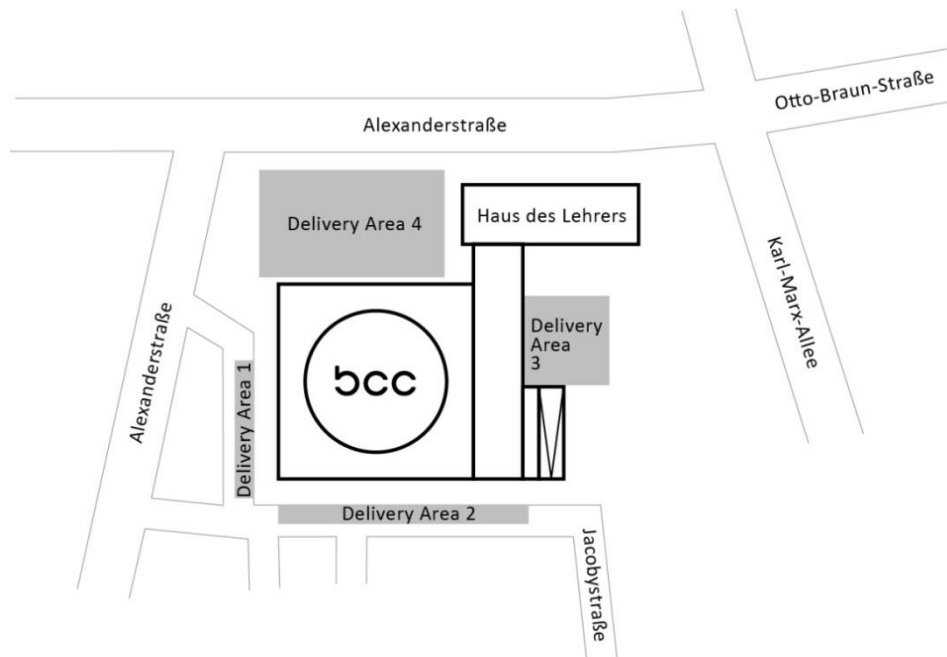 Otto-Braun-Straße
Alexanderstraße
Delivery Area 4
Haus des Lehrers
Karl-Marx-Allee
Alexanderstraße
Delivery
Area
3
bcc
Delivery Area 1
Delivery Area 2
Jacobystraße